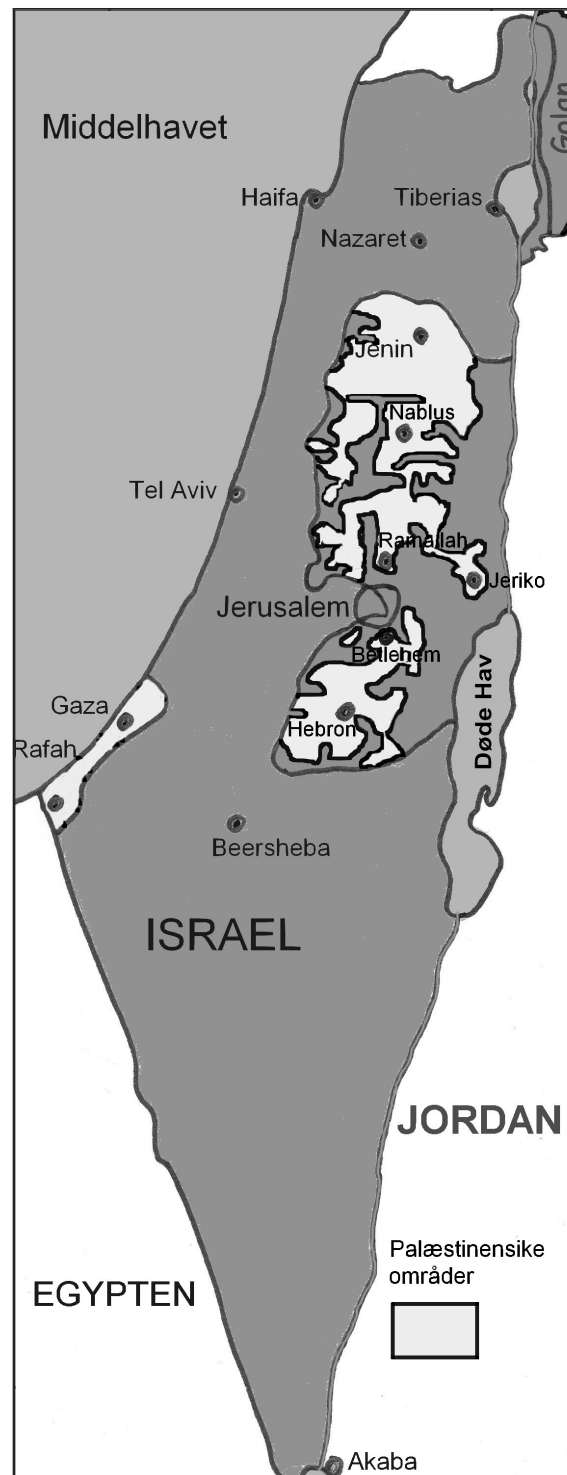 Middelhavet
Golan
Haifa
Tiberias
Nazaret
Jenin
Nablus
Tel Aviv
Ramallah
Jeriko
Jerusalem
Betlehem
Gaza
Hebron
Døde Hav
Rafah
Beersheba
ISRAEL
JORDAN
Palæstinensike
områder
EGYPTEN
Akaba